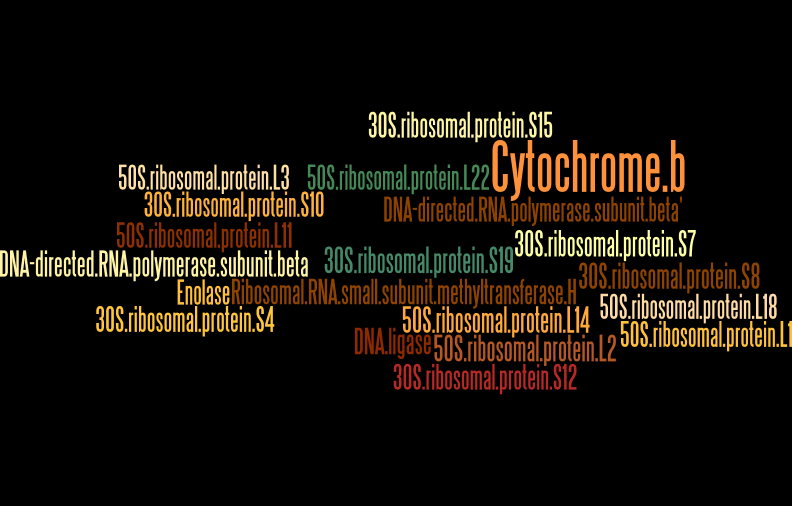 30S.ribosomal.protein.S15
Cytochrome.b
50S.ribosomal.protein.L3
50S.ribosomal.protein.L22
30S.ribosomal.protein.S10
DNA-directed.RNA.polymerase.subunit.beta'
50S.ribosomal.protein.L11
30S.ribosomal.protein.S7
DNA-directed.RNA.polymerase.subunit.beta
30S.ribosomal.protein.S19
30S.ribosomal.protein.S8
Enolase
Ribosomal.RNA.small.subunit.methyltransferase.H
50S.ribosomal.protein.L18
30S.ribosomal.protein.S4
50S.ribosomal.protein.L14
50S.ribosomal.protein.L1
DNA.ligase
50S.ribosomal.protein.L2
30S.ribosomal.protein.S12